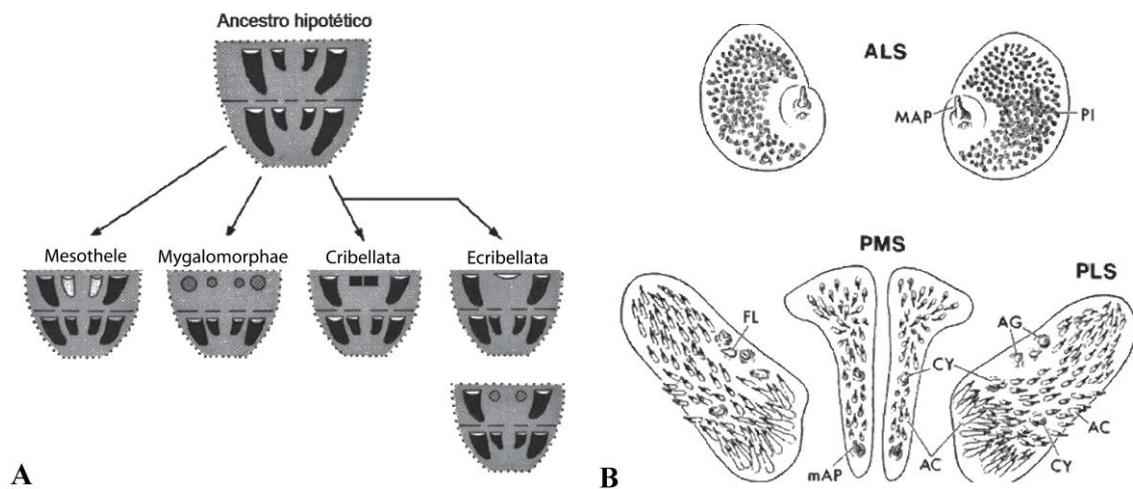 Ancestro hipotético
Mesothele Mygalomorphae Cribellata Ecribellata
A
ALS
MAP PI
PMS
PLS
FL AG
CY
AC
mAP AC CY
B